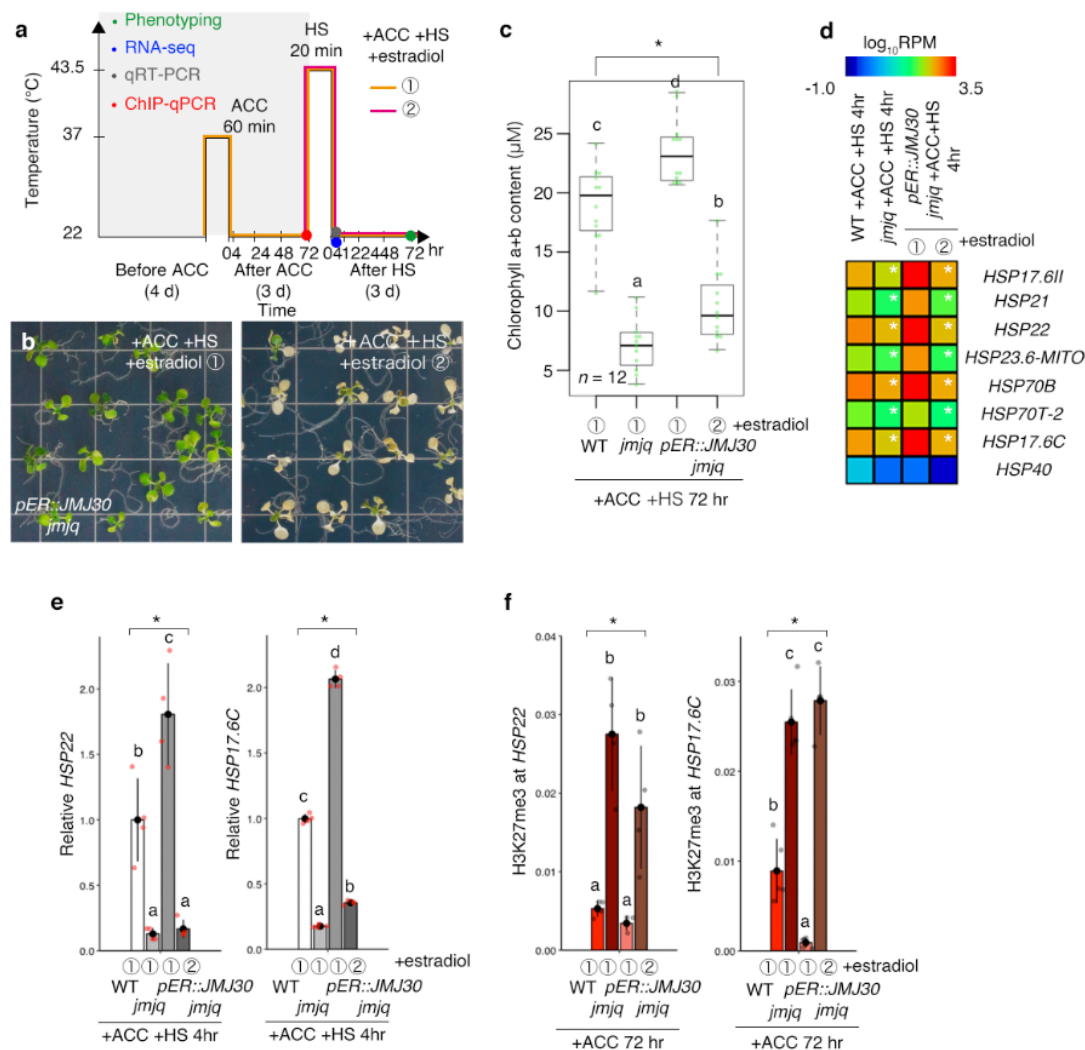 a
Phenotyping
RNA-seq
qRT-PCR
ChIP-qPCR
HS
20 min
ACC
60 min
+ACC +HS
+estradiol
①
②
Temperature (°C)
43.5
37
22
04 24 48 72 04122448 72 hr
Before ACC After ACC After HS
(4 d) (3 d) (3 d)
Time
b
+ACC +HS
+estradiol ①
pER::JMJ30
jmjq
+ACC +HS
+estradiol ②
c
*
Chlorophyll a+b content (µM)
25
20
15
10
5
c
a
d
b
n = 12
① ① ① ② +estradiol
WT jmjq pER::JMJ30
jmjq
+ACC +HS 72 hr
d
log10RPM
-1.0 3.5
WT +ACC +HS 4hr
jmjq +ACC +HS 4hr
pER::JMJ30
jmjq +ACC+HS
4hr
① ② +estradiol
* * HSP17.6II
* * HSP21
* * HSP22
* * HSP23.6-MITO
* * HSP70B
* * HSP70T-2
* * HSP17.6C
HSP40
e
*
Relative HSP22
2.0
1.5
1.0
0.5
0.0
b
a
c
a
① ① ① ②
WT pER::JMJ30
jmjq jmjq
+ACC +HS 4hr
*
Relative HSP17.6C
2.0
1.5
1.0
0.5
0.0
c
a
d
b
① ① ① ② +estradiol
WT pER::JMJ30
jmjq jmjq
+ACC +HS 4hr
f
*
H3K27me3 at HSP22
0.04
0.03
0.02
0.01
0.00
a
b
a
b
① ① ① ②
WT pER::JMJ30
jmjq jmjq
+ACC 72 hr
*
H3K27me3 at HSP17.6C
0.03
0.02
0.01
0.00
b
c
a
c
① ① ① ② +estradiol
WT pER::JMJ30
jmjq jmjq
+ACC 72 hr